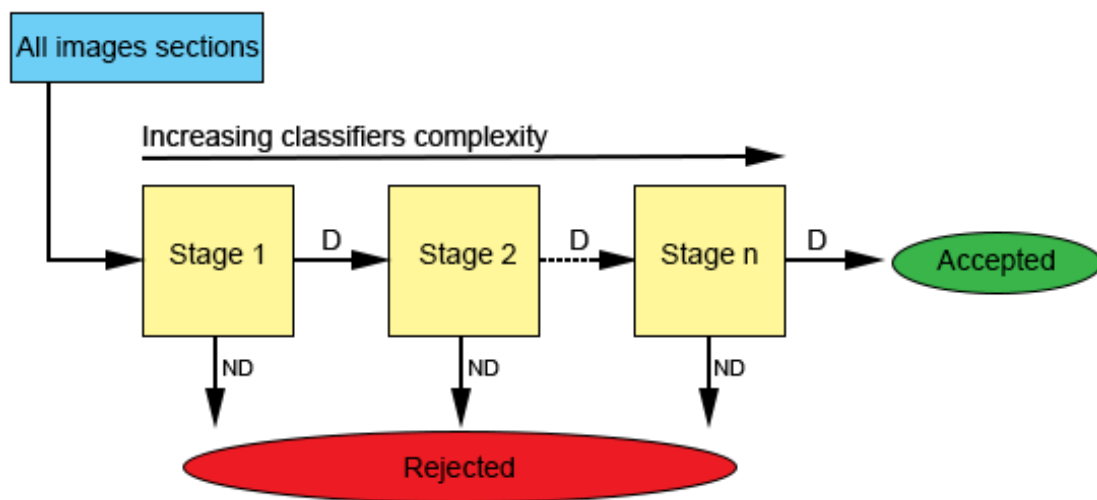 All images sections
Increasing classifiers complexity
Stage 1
D
Stage 2
D
Stage n
D
Accepted
ND
ND
ND
Rejected